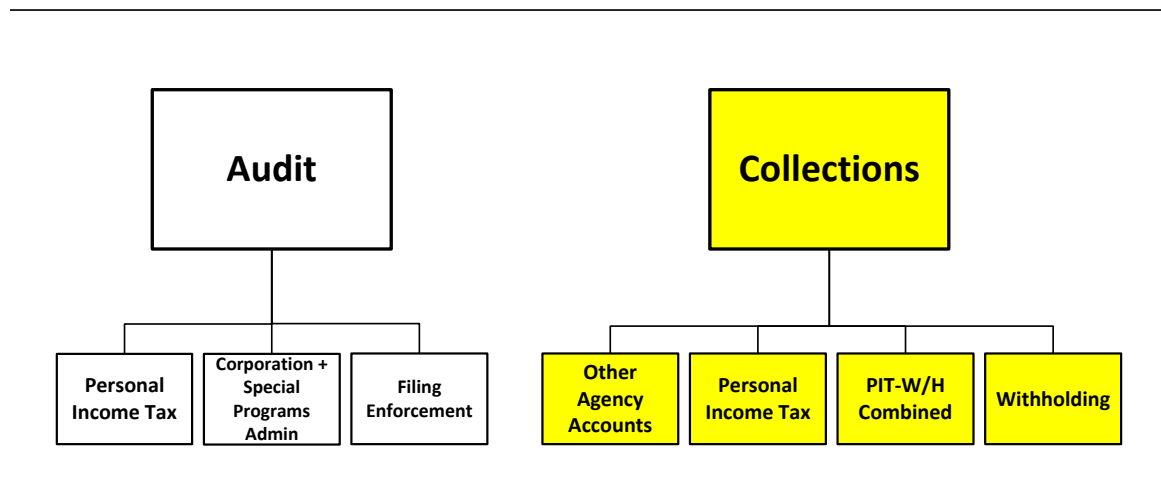 Audit
Collections
Personal
Income Tax
Corporation +
Special
Programs
Admin
Filing
Enforcement
Other
Agency
Accounts
Personal
Income Tax
PIT-W/H
Combined
Withholding